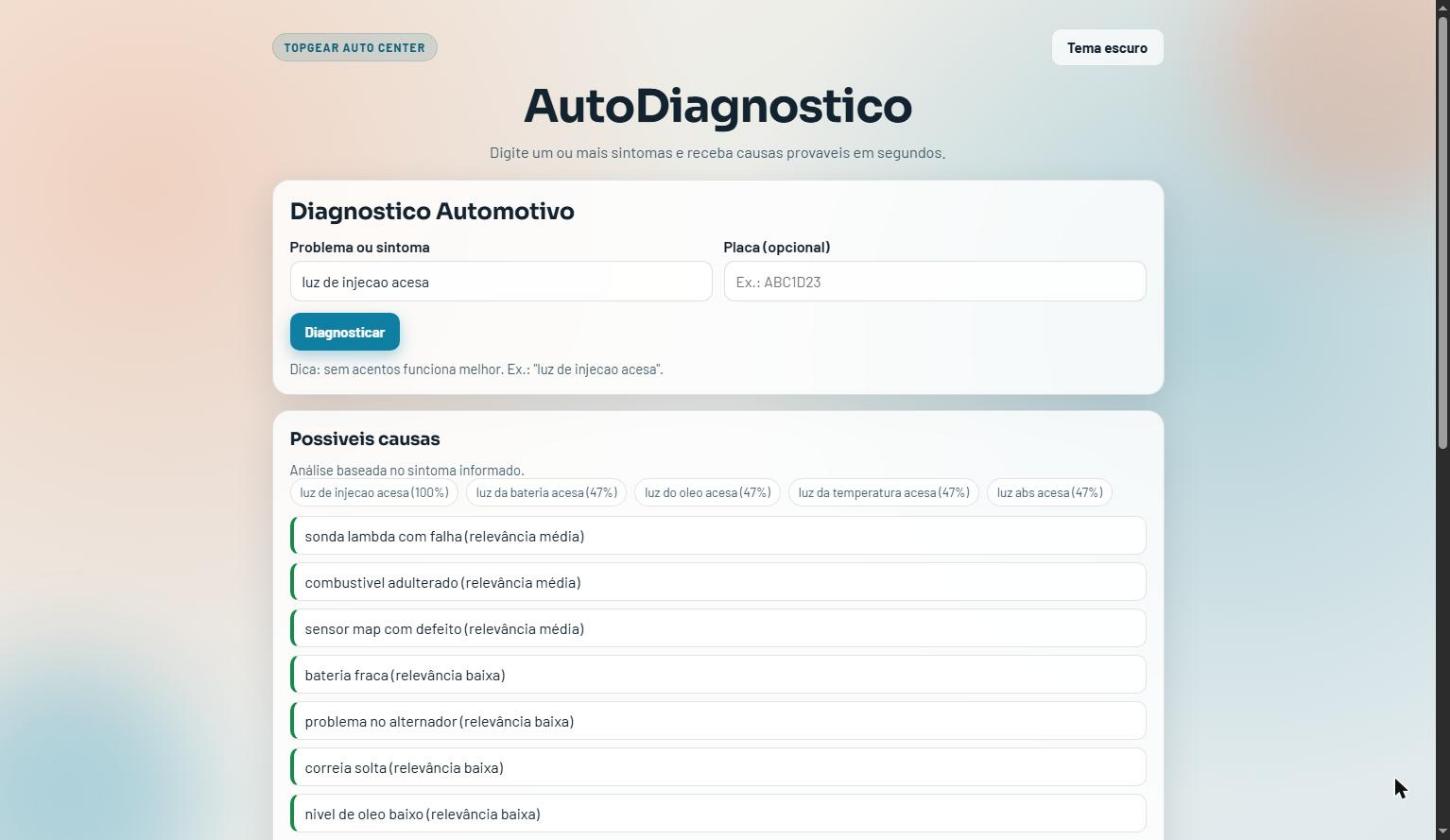 TOPGEAR AUTO CENTER
Tema escuro
AutoDiagnostico
Digite um ou mais sintomas e receba causas provaveis em segundos.
Diagnostico Automotivo
Problema ou sintoma
Placa (opcional)
luz de injecao acesa
Ex.: ABC1D23
Diagnosticar
Dica: sem acentos funciona melhor. Ex.: "luz de injecao acesa".
Possiveis causas
Análise baseada no sintoma informado.
luz de injecao acesa (100%) luz da bateria acesa (47%) luz do oleo acesa (47%) luz da temperatura acesa (47%) luz abs acesa (47%)
sonda lambda com falha (relevância média)
combustivel adulterado (relevância média)
sensor map com defeito (relevância média)
bateria fraca (relevância baixa)
problema no alternador (relevância baixa)
correia solta (relevância baixa)
nivel de oleo baixo (relevância baixa)